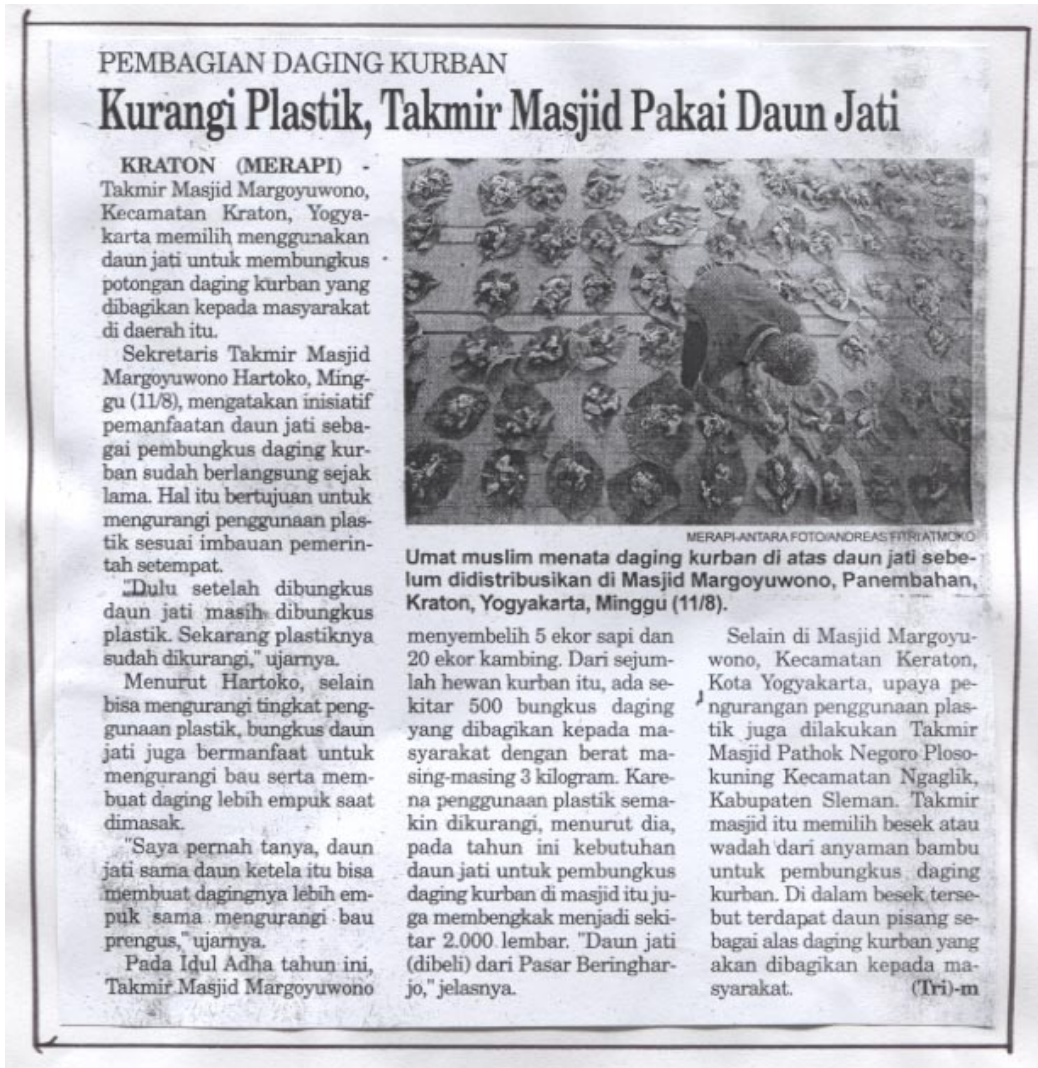 PEMBAGIAN DAGING KURBAN
Kurangi Plastik, Takmir Masjid Pakai Daun Jati
KRATON (MERAPI) -
Takmir Masjid Margoyuwono,
Kecamatan Kraton, Yogya-
karta memilih menggunakan
daun jati untuk membungkus
potongan daging kurban yang
dibagikan kepada masyarakat
di daerah itu.
Sekretaris Takmir Masjid
Margoyuwono Hartoko, Ming-
gu (11/8), mengatakan inisiatif
pemanfaatan daun jati seba-
gai pembungkus daging kur-
ban sudah berlangsung sejak
lama. Hal itu bertujuan untuk
mengurangi penggunaan plas-
tik sesuai imbauan pemerin-
tah setempat.
"Dulu setelah dibungkus
daun jati masih dibungkus
plastik. Sekarang plastiknya
sudah dikurangi," ujarnya.
Menurut Hartoko, selain
bisa mengurangi tingkat peng-
gunaan plastik, bungkus daun
jati juga bermanfaat untuk
mengurangi bau serta mem-
buat daging lebih empuk saat
dimasak.
"Saya pernah tanya, daun
jati sama daun ketela itu bisa
membuat dagingnya lebih em-
puk sama mengurangi bau
prengus," ujarnya.
Pada Idul Adha tahun ini,
Takmir Masjid Margoyuwono
MERAPI-ANTARA FOTO/ANDREAS FITRI ATMOKO
Umat muslim menata daging kurban di atas daun jati sebe-
lum didistribusikan di Masjid Margoyuwono, Panembahan,
Kraton, Yogyakarta, Minggu (11/8).
menyembelih 5 ekor sapi dan
20 ekor kambing. Dari sejum-
lah hewan kurban itu, ada se-
kitar 500 bungkus daging
yang dibagikan kepada ma-
syarakat dengan berat ma-
sing-masing 3 kilogram. Kare-
na penggunaan plastik sema-
kin dikurangi, menurut dia,
pada tahun ini kebutuhan
daun jati untuk pembungkus
daging kurban di masjid itu ju-
ga membengkak menjadi seki-
tar 2.000 lembar. "Daun jati
(dibeli) dari Pasar Beringhar-
jo," jelasnya.
Selain di Masjid Margoyu-
wono, Kecamatan Keraton,
Kota Yogyakarta, upaya pe-
ngurangan penggunaan plas-
tik juga dilakukan Takmir
Masjid Pathok Negoro Ploso-
kuning Kecamatan Ngaglik,
Kabupaten Sleman. Takmir
masjid itu memilih besek atau
wadah dari anyaman bambu
untuk pembungkus daging
kurban. Di dalam besek terse-
but terdapat daun pisang se-
bagai alas daging kurban yang
akan dibagikan kepada ma-
syarakat. (Tri)-m